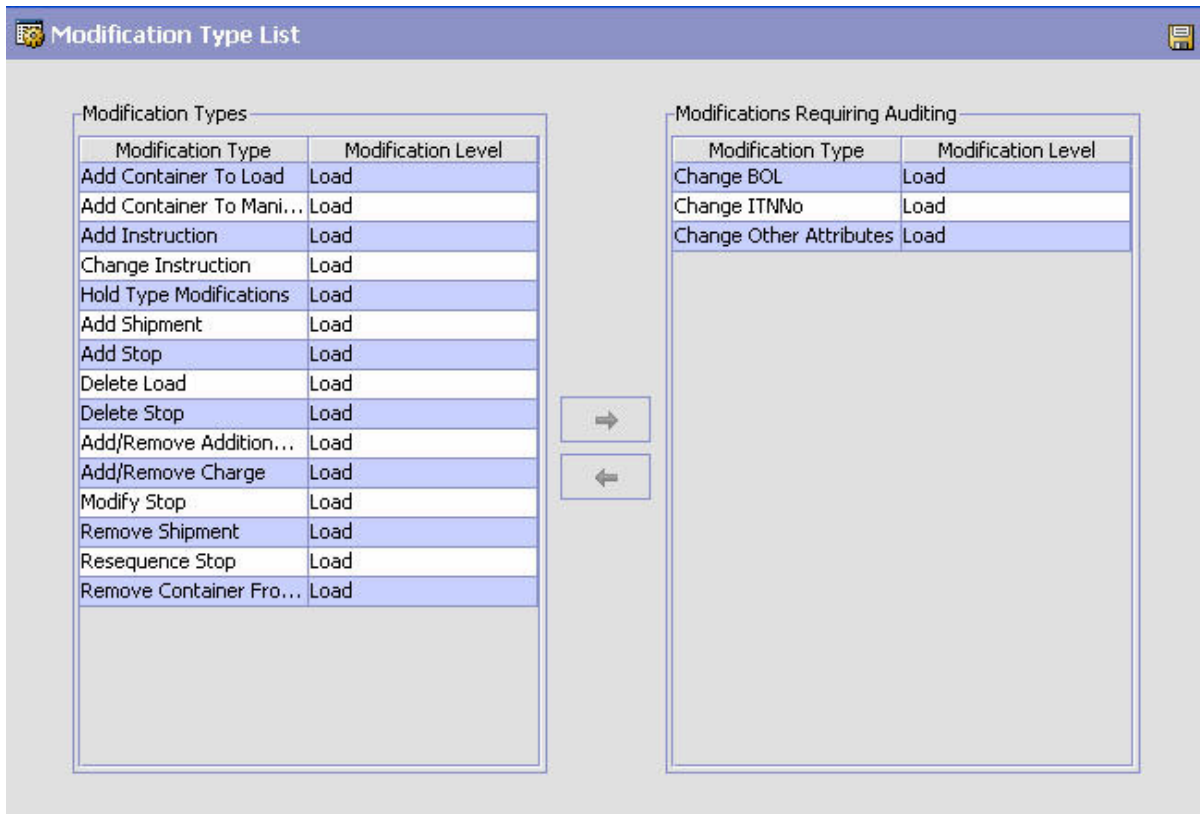 Modification Type List
Modification Types
Modification Type Modification Level
Add Container To Load Load
Add Container To Mani... Load
Add Instruction Load
Change Instruction Load
Hold Type Modifications Load
Add Shipment Load
Add Stop Load
Delete Load Load
Delete Stop Load
Add/Remove Addition... Load
Add/Remove Charge Load
Modify Stop Load
Remove Shipment Load
Resequence Stop Load
Remove Container Fro... Load
Modifications Requiring Auditing
Modification Type Modification Level
Change BOL Load
Change ITNNo Load
Change Other Attributes Load